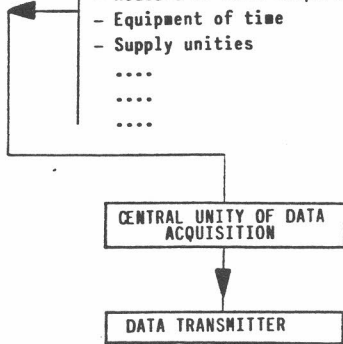 - Equipment of time
- Supply unities
....
....
....
CENTRAL UNITY OF DATA
ACQUISITION
DATA TRANSMITTER